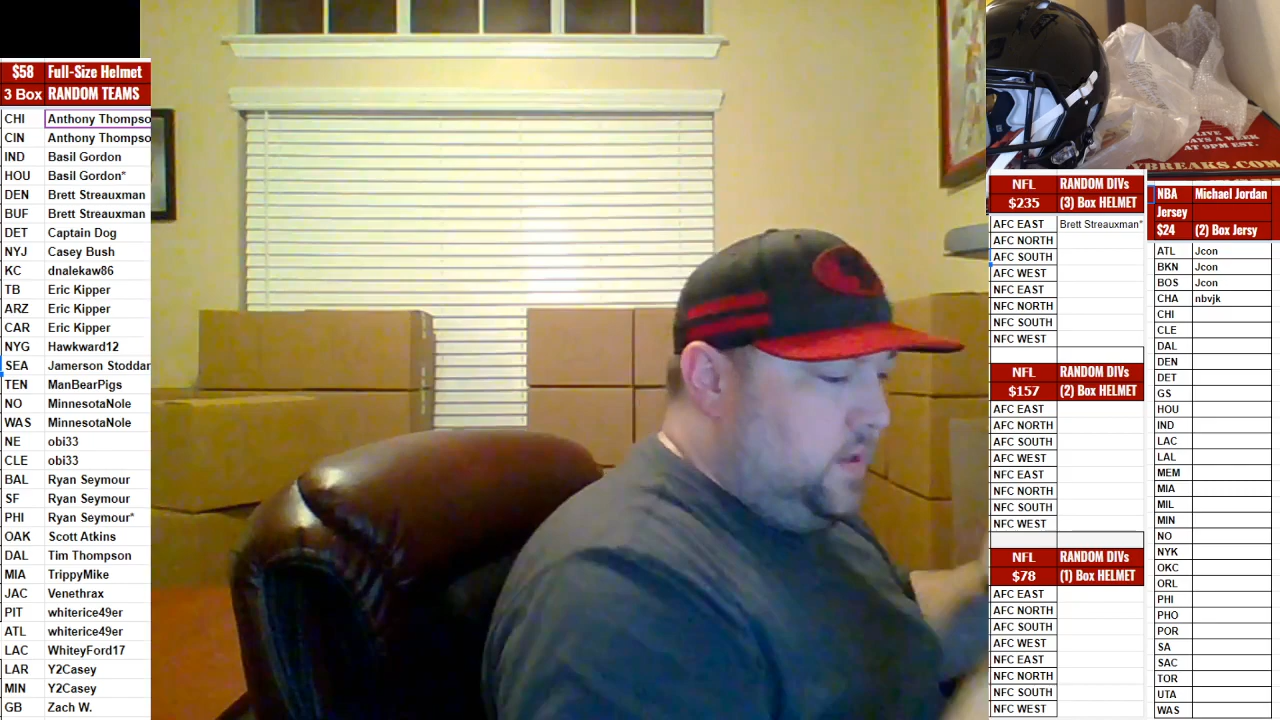 $58 Full-Size Helmet
3 Box RANDOM TEAMS
CHI Anthony Thompso
CIN Anthony Thompso
IND Basil Gordon
HOU Basil Gordon*
DEN Brett Streauxman
BUF Brett Streauxman
DET Captain Dog
NYJ Casey Bush
KC dnalekaw86
TB Eric Kipper
ARZ Eric Kipper
CAR Eric Kipper
NYG Hawkward12
SEA Jamerson Stoddar
TEN ManBearPigs
NO MinnesotaNole
WAS MinnesotaNole
NE obi33
CLE obi33
BAL Ryan Seymour
SF Ryan Seymour
PHI Ryan Seymour*
OAK Scott Atkins
DAL Tim Thompson
MIA TrippyMike
JAC Venethrax
PIT whiterice49er
ATL whiterice49er
LAC WhiteyFord17
LAR Y2Casey
MIN Y2Casey
GB Zach W.
LIVE
DAYS A WEEK
AT 9PM EST.
YBREAKS.COM
NFL RANDOM DIVs
$235 (3) Box HELMET
AFC EAST Brett Streauxman*
AFC NORTH
AFC SOUTH
AFC WEST
NFC EAST
NFC NORTH
NFC SOUTH
NFC WEST
NFL RANDOM DIVs
$157 (2) Box HELMET
AFC EAST
AFC NORTH
AFC SOUTH
AFC WEST
NFC EAST
NFC NORTH
NFC SOUTH
NFC WEST
NFL RANDOM DIVs
$78 (1) Box HELMET
AFC EAST
AFC NORTH
AFC SOUTH
AFC WEST
NFC EAST
NFC NORTH
NFC SOUTH
NFC WEST
NBA Michael Jordan
Jersey
$24 (2) Box Jersy
ATL Jcon
BKN Jcon
BOS Jcon
CHA nbvjk
CHI
CLE
DAL
DEN
DET
GS
HOU
IND
LAC
LAL
MEM
MIA
MIL
MIN
NO
NYK
OKC
ORL
PHI
PHO
POR
SA
SAC
TOR
UTA
WAS